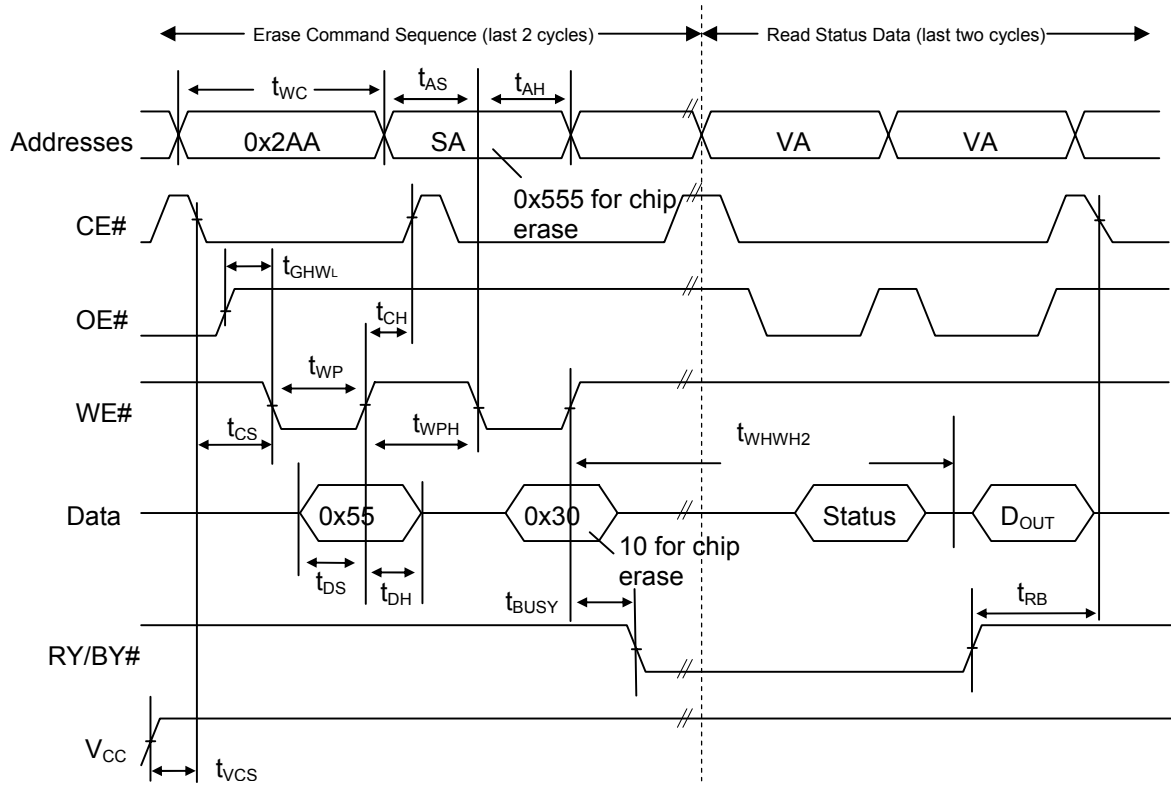 Erase Command Sequence (last 2 cycles) Read Status Data (last two cycles)
tWC tAS tAH
Addresses 0x2AA SA VA VA
0x555 for chip
erase
CE#
tGHWL
OE#
tCH
tWP
WE#
tCS tWPH tWHWH2
Data 0x55 0x30 Status DOUT
10 for chip
erase
tDS tDH
tBUSY tRB
RY/BY#
VCC
tVCS